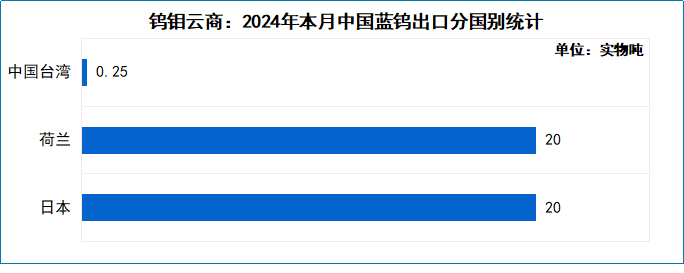 钨钼云商：2024年本月中国蓝钨出口分国别统计
单位：实物吨
中国台湾 0.25
荷兰 20
日本 20